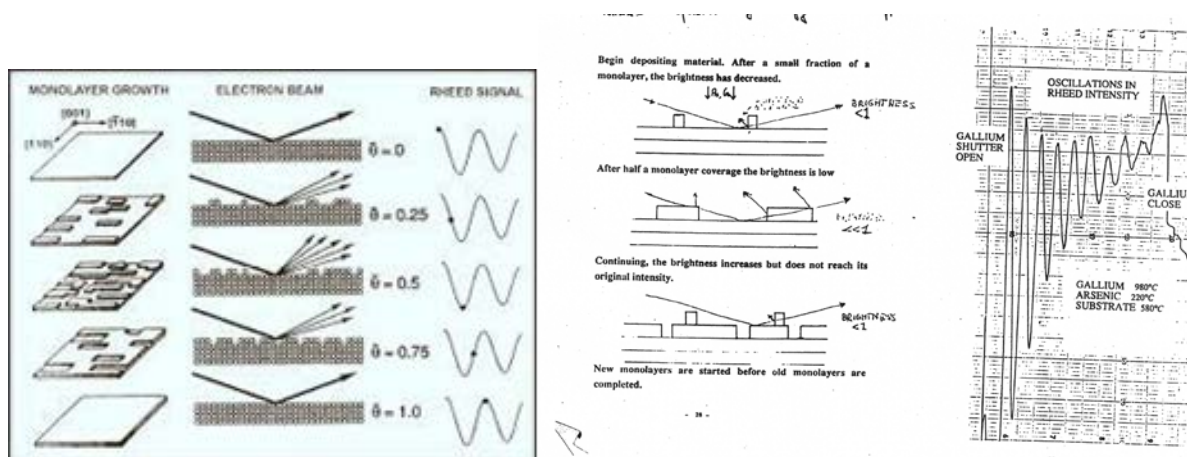 MONOLAYER GROWTH
ELECTRON BEAM
RHEED SIGNAL
[001]
[1̄10]
[110]
θ̄ = 0
θ̄ = 0.25
θ̄ = 0.5
θ̄ = 0.75
θ̄ = 1.0
Begin depositing material. After a small fraction of a
monolayer, the brightness has decreased.
BRIGHTNESS
<1
After half a monolayer coverage the brightness is low
<<1
Continuing, the brightness increases but does not reach its
original intensity.
BRIGHTNESS
<1
New monolayers are started before old monolayers are
completed.
- 28 -
OSCILLATIONS IN
RHEED INTENSITY
GALLIUM
SHUTTER
OPEN
GALLIU
CLOSE
GALLIUM 980°C
ARSENIC 220°C
SUBSTRATE 580°C